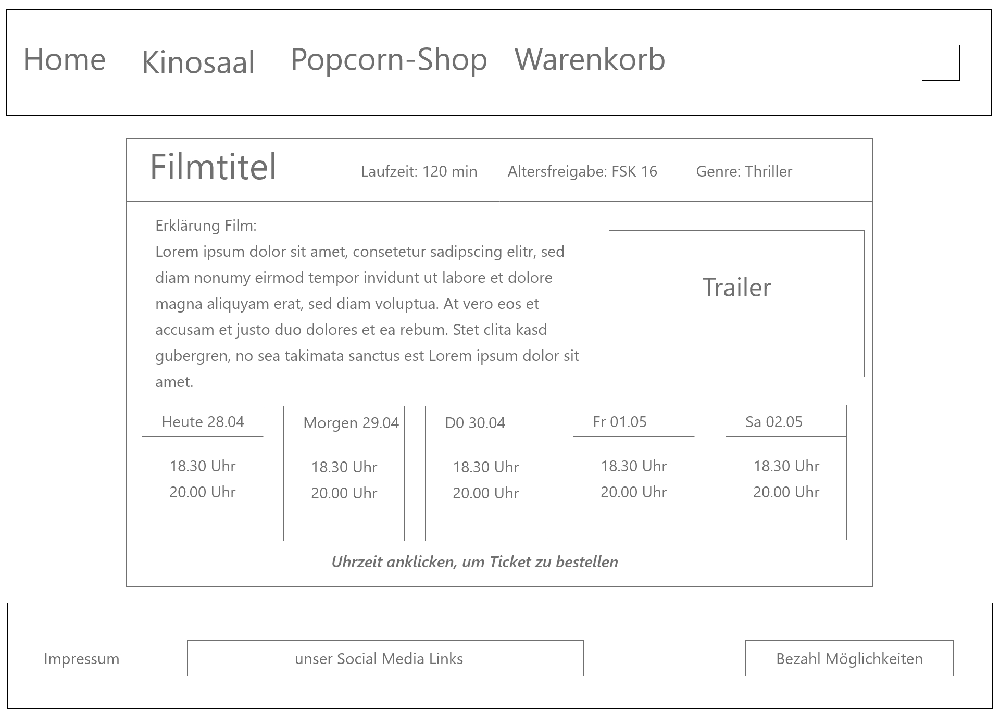 Home Kinosaal Popcorn-Shop Warenkorb
Filmtitel Laufzeit: 120 min Altersfreigabe: FSK 16 Genre: Thriller
Erklärung Film:
Lorem ipsum dolor sit amet, consetetur sadipscing elitr, sed
diam nonumy eirmod tempor invidunt ut labore et dolore
magna aliquyam erat, sed diam voluptua. At vero eos et
accusam et justo duo dolores et ea rebum. Stet clita kasd
gubergren, no sea takimata sanctus est Lorem ipsum dolor sit
amet.
Trailer
Heute 28.04
18.30 Uhr
20.00 Uhr
Morgen 29.04
18.30 Uhr
20.00 Uhr
D0 30.04
18.30 Uhr
20.00 Uhr
Fr 01.05
18.30 Uhr
20.00 Uhr
Sa 02.05
18.30 Uhr
20.00 Uhr
Uhrzeit anklicken, um Ticket zu bestellen
Impressum
unser Social Media Links
Bezahl Möglichkeiten